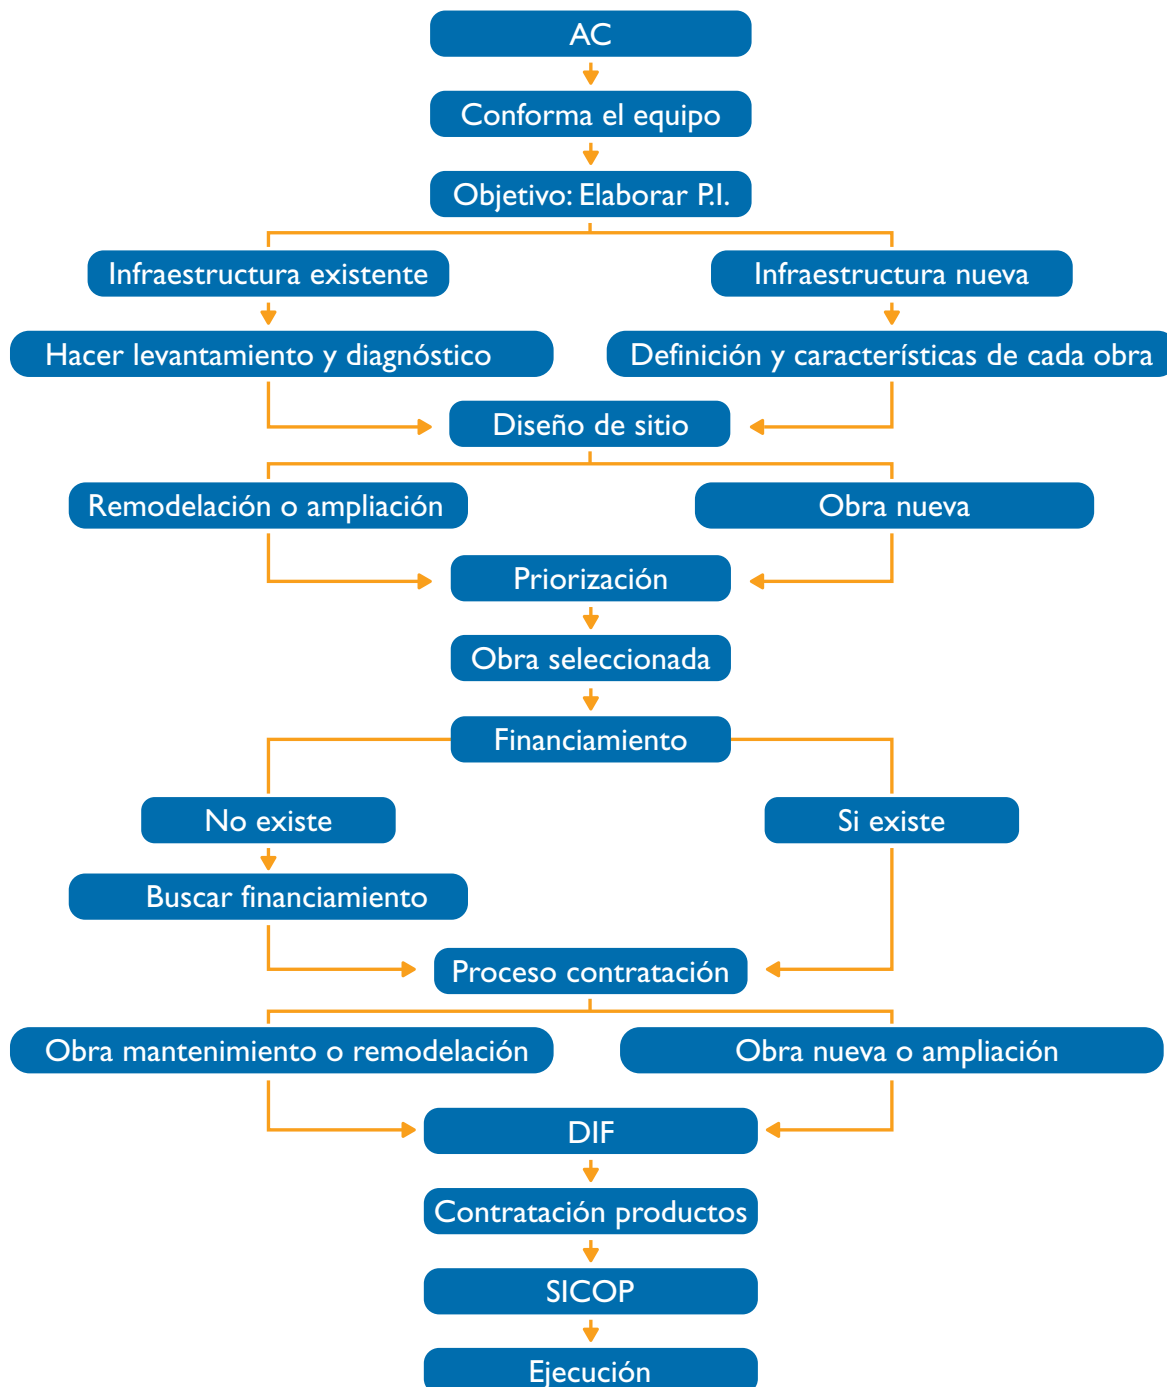 AC
Conforma el equipo
Objetivo: Elaborar P.I.
Infraestructura existente
Infraestructura nueva
Hacer levantamiento y diagnóstico
Definición y características de cada obra
Diseño de sitio
Remodelación o ampliación
Obra nueva
Priorización
Obra seleccionada
Financiamiento
No existe
Si existe
Buscar financiamiento
Proceso contratación
Obra mantenimiento o remodelación
Obra nueva o ampliación
DIF
Contratación productos
SICOP
Ejecución